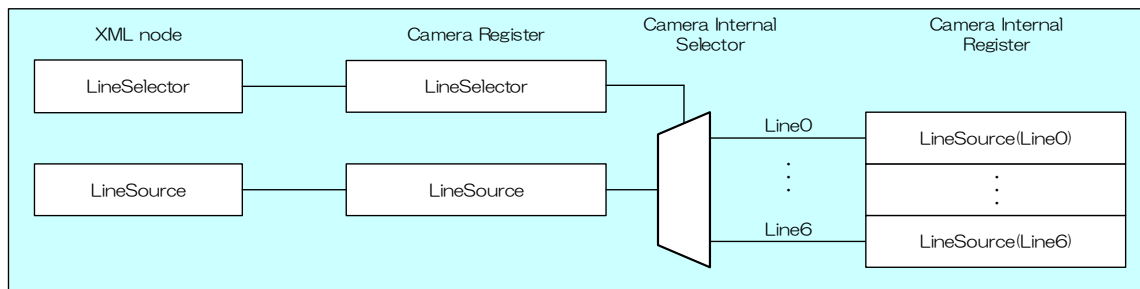 XML node
Camera Register
Camera Internal
Selector
Camera Internal
Register
LineSelector
LineSelector
Line0
LineSource(Line0)
LineSource
LineSource
Line6
LineSource(Line6)